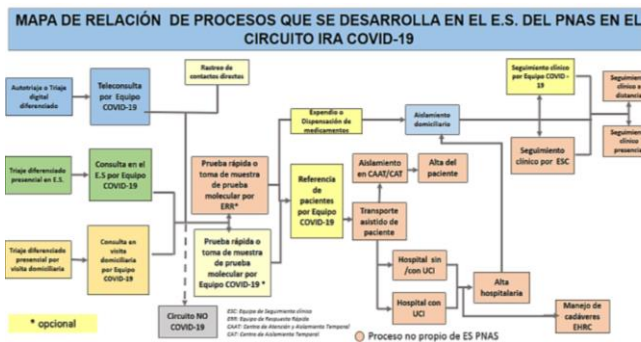 MAPA DE RELACIÓN DE PROCESOS QUE SE DESARROLLA EN EL E.S. DEL PNAS EN EL
CIRCUITO IRA COVID-19
Autotriaje o Triaje
digital
diferenciado
Teleconsulta
por Equipo
COVID-19
Rastreo de
contactos directos
Triaje diferenciado
presencial en E.S.
Consulta en el
E.S por Equipo
COVID-19
Triaje diferenciado
presencial por
visita domiciliaria
Consulta en
visita
domiciliaria por
Equipo
COVID-19
Prueba rápida o
toma de muestra
de prueba
molecular por
ERR*
Prueba rápida o
toma de muestra
de prueba
molecular por
Equipo COVID-19 *
Circuito NO
COVID-19
Expendio o
Dispensación de
medicamentos
Aislamiento
domiciliario
Referencia
de
pacientes
por Equipo
COVID-19
Aislamiento
en CAAT/CAT
Alta del
paciente
Transporte
asistido de
paciente
Hospital sin
/con UCI
Hospital con
UCI
Alta
hospitalaria
Manejo de
cadáveres
EHRC
Seguimiento clínico
por Equipo COVID -
19
Seguimiento
clínico por ESC
Seguimiento
clínico a
distancia
Seguimiento
clínico
presencial
* opcional
ESC: Equipo de Seguimiento clínico
ERR: Equipo de Respuesta Rápida
CAAT: Centro de Atención y Aislamiento Temporal
CAT: Centro de Aislamiento Temporal
Proceso no propio de ES PNAS